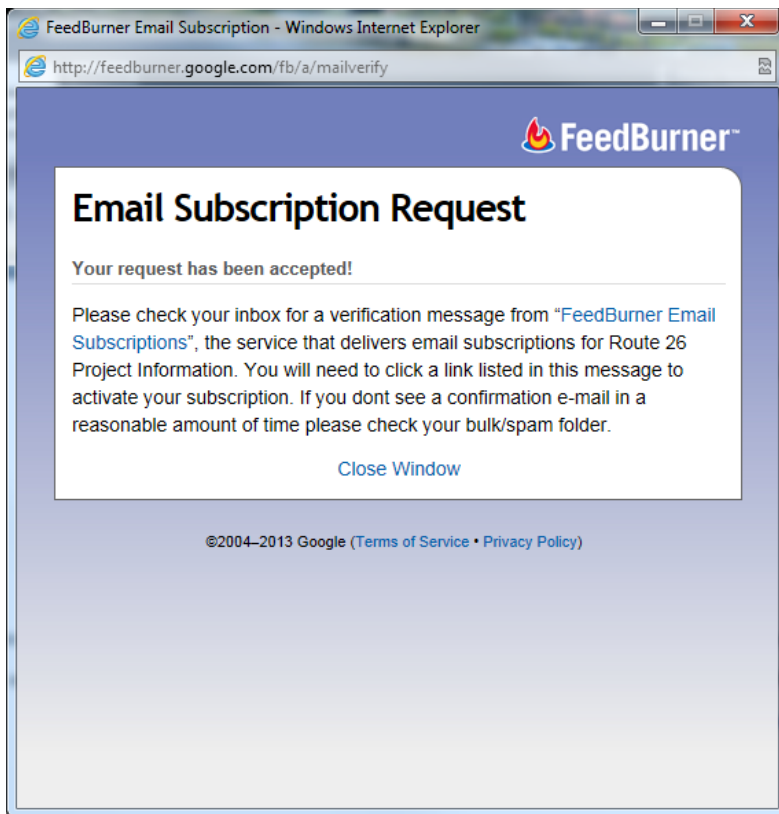 FeedBurner Email Subscription - Windows Internet Explorer
http://feedburner.google.com/fb/a/mailverify
FeedBurner™
Email Subscription Request
Your request has been accepted!
Please check your inbox for a verification message from “FeedBurner Email
Subscriptions”, the service that delivers email subscriptions for Route 26
Project Information. You will need to click a link listed in this message to
activate your subscription. If you dont see a confirmation e-mail in a
reasonable amount of time please check your bulk/spam folder.
Close Window
©2004–2013 Google (Terms of Service • Privacy Policy)